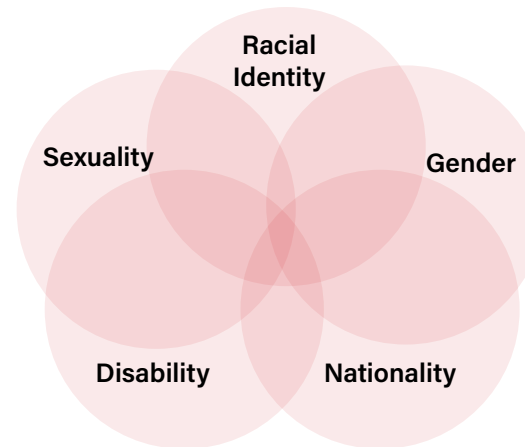 Racial
Identity
Sexuality
Gender
Disability
Nationality